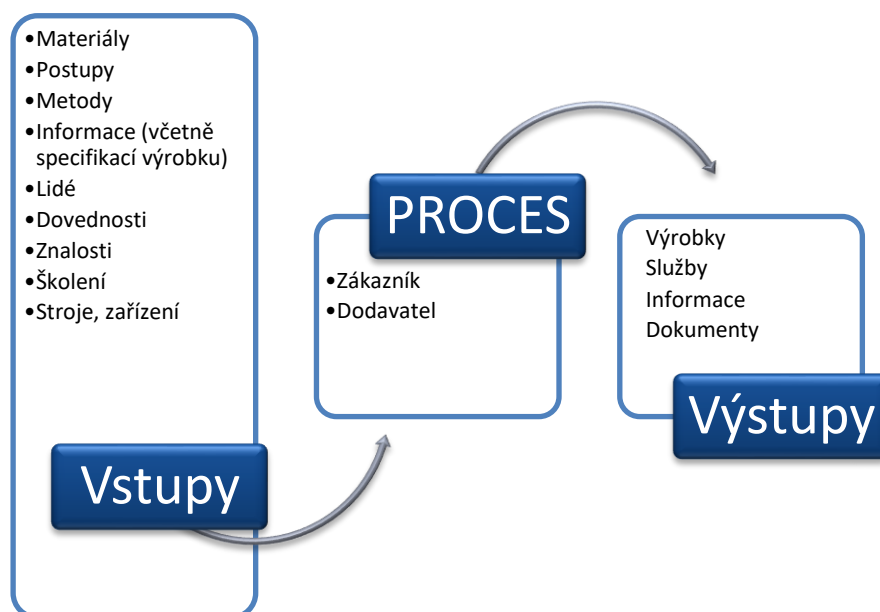 •Materiály
•Postupy
•Metody
•Informace (včetně
specifikací výrobku)
•Lidé
•Dovednosti
•Znalosti
•Školení
•Stroje, zařízení
Vstupy
PROCES
•Zákazník
•Dodavatel
Výrobky
Služby
Informace
Dokumenty
Výstupy